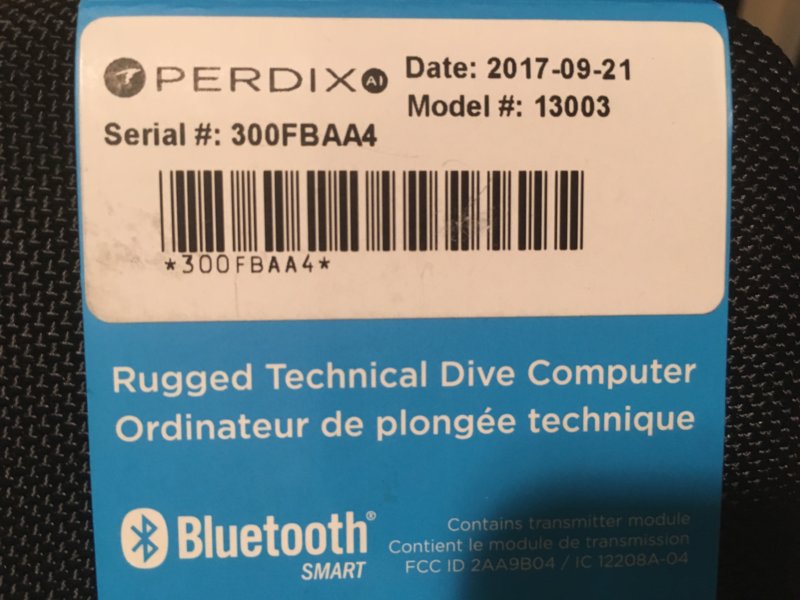 PERDIX AI
Date: 2017-09-21
Model #: 13003
Serial #: 300FBAA4
*300FBAA4*
Rugged Technical Dive Computer
Ordinateur de plongée technique
Bluetooth®
SMART
Contains transmitter module
Contient le module de transmission
FCC ID 2AA9B04 / IC 12208A-04